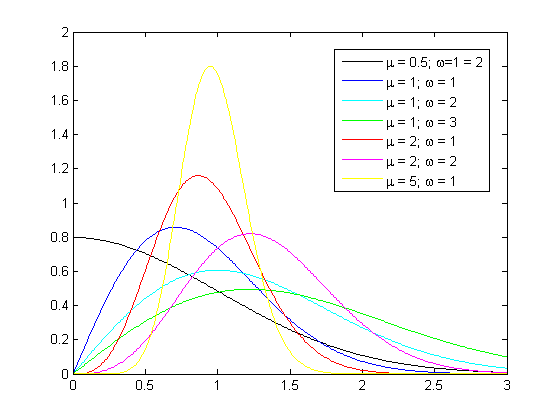 2
1.8
1.6
1.4
1.2
1
0.8
0.6
0.4
0.2
0
0 0.5 1 1.5 2 2.5 3
μ = 0.5; ω=1 = 2
μ = 1; ω = 1
μ = 1; ω = 2
μ = 1; ω = 3
μ = 2; ω = 1
μ = 2; ω = 2
μ = 5; ω = 1